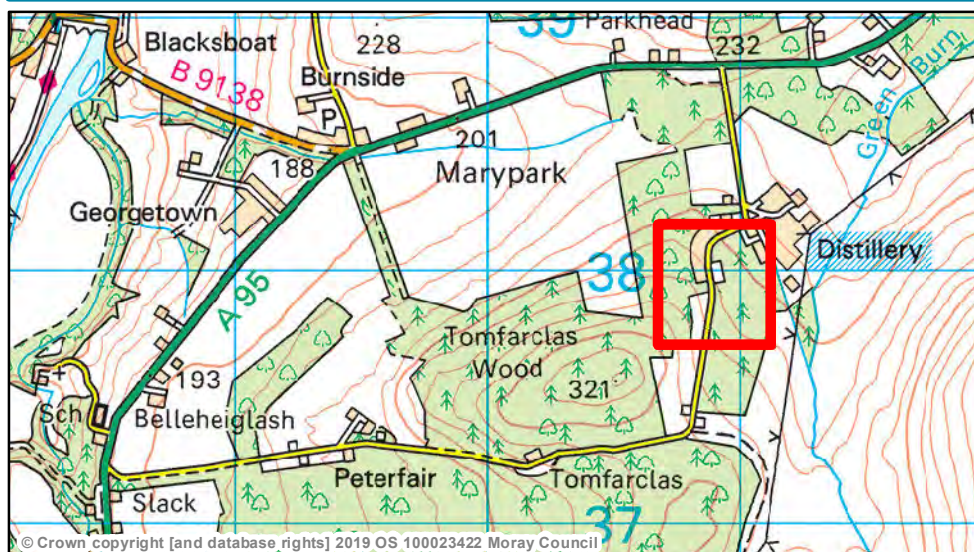 39
Parkhead
Blacksboat
228
232
Burnside
B 9138
P
Green Burn
201
188
Marypark
Georgetown
Distillery
38
A 95
Tomfarclas
Wood
321
193
Sch
Belleheiglash
Peterfair
Tomfarclas
Slack
37
© Crown copyright [and database rights] 2019 OS 100023422 Moray Council